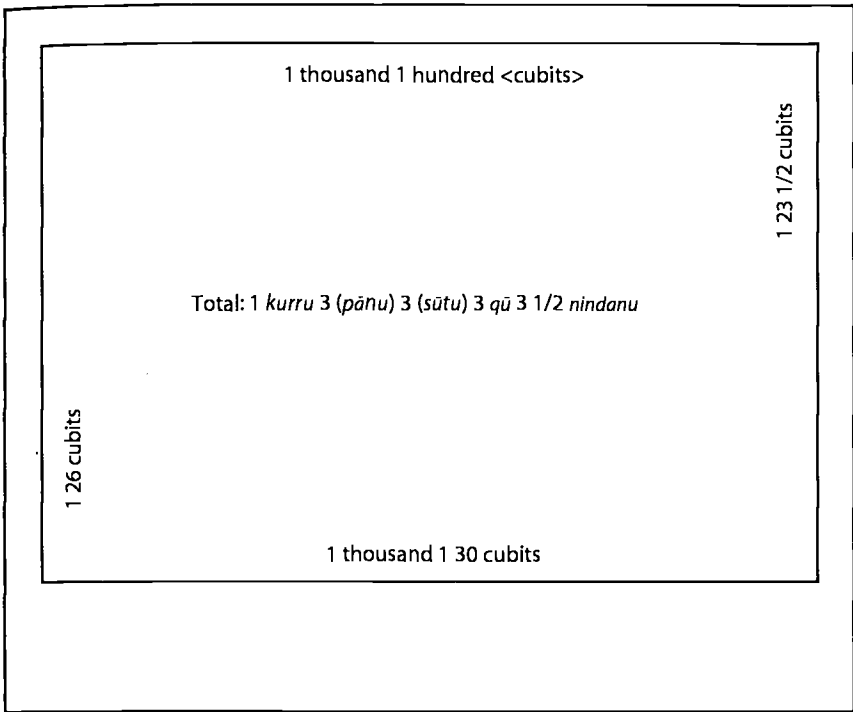 1 thousand 1 hundred <cubits>
1 23 1/2 cubits
Total: 1 kurru 3 (pānu) 3 (sūtu) 3 qū 3 1/2 nindanu
1 26 cubits
1 thousand 1 30 cubits